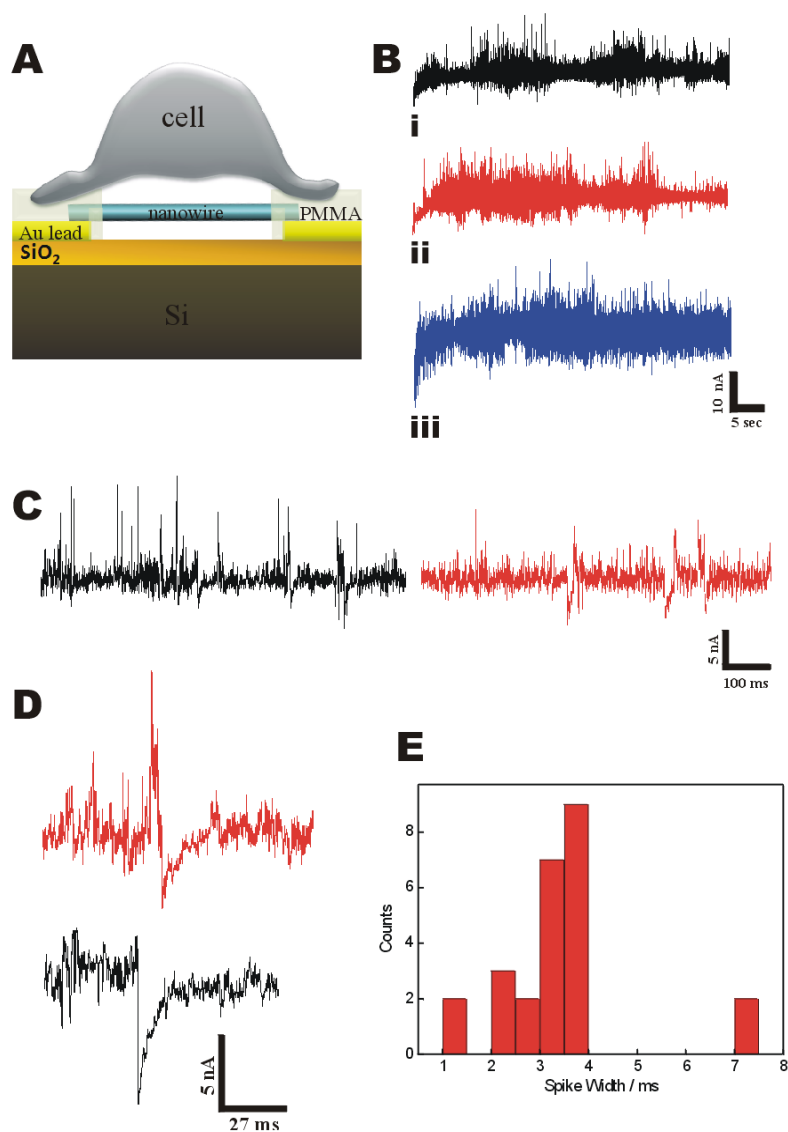 A
cell
nanowire
PMMA
Au lead
SiO₂
Si
B
i
ii
iii
10 nA
5 sec
C
5 nA
100 ms
D
5 nA
27 ms
E
Counts
8
6
4
2
0
1 2 3 4 5 6 7 8
Spike Width / ms